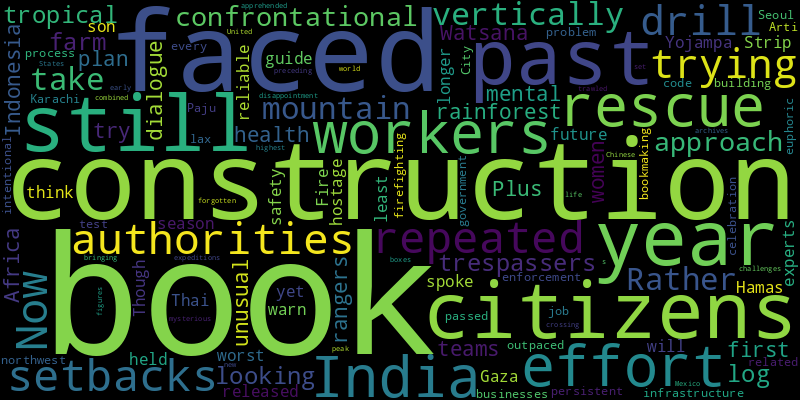 tropical son confrontational vertically drill Seoul Arti
apprehended United
process every farm plan guide Watsana problem Yojampa Strip
States preceding City world
faced past trying
early combined disappointment trawled
Indonesia take dialogue reliable mountain longer mental code building
Karachi Paju rainforest rescue
still try lax health workers future approach euphoric
archives
construction
intentional think safety Fire hostage firefighting least Plus women bookmaking Chinese
highest forgotten government life
Africa season authorities repeated year
test trespassers celebration experts
bringing Though unusual expeditions boxes s enforcement Rather challenges
Now book rangers spoke Hamas
figures Thai yet warn citizens
mysterious passed job crossing
northwest held worst peak teams outpaced will first related
new Gaza effort log
setbacks looking India Mexico
released businesses persistent infrastructure